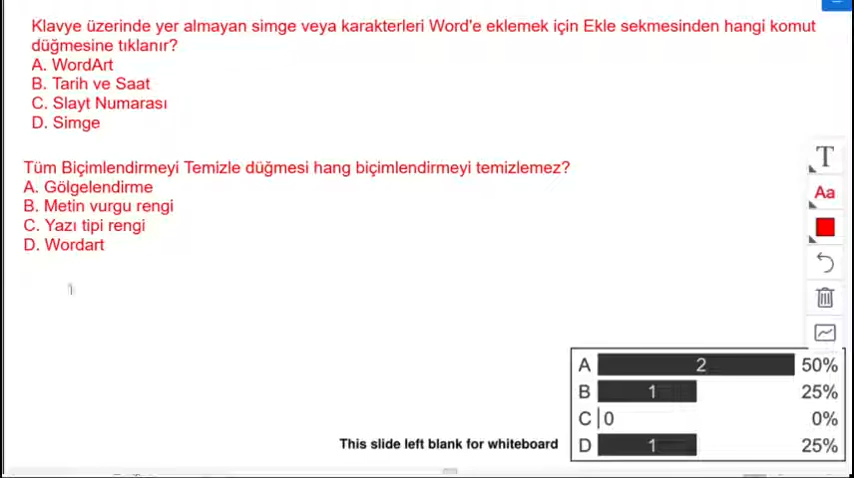 Klavye üzerinde yer almayan simge veya karakterleri Word'e eklemek için Ekle sekmesinden hangi komut
düğmesine tıklanır?
A. WordArt
B. Tarih ve Saat
C. Slayt Numarası
D. Simge
Tüm Biçimlendirmeyi Temizle düğmesi hang biçimlendirmeyi temizlemez?
A. Gölgelendirme
B. Metin vurgu rengi
C. Yazı tipi rengi
D. Wordart
T
Aa
A 2 50%
B 1 25%
C 0 0%
D 1 25%
This slide left blank for whiteboard